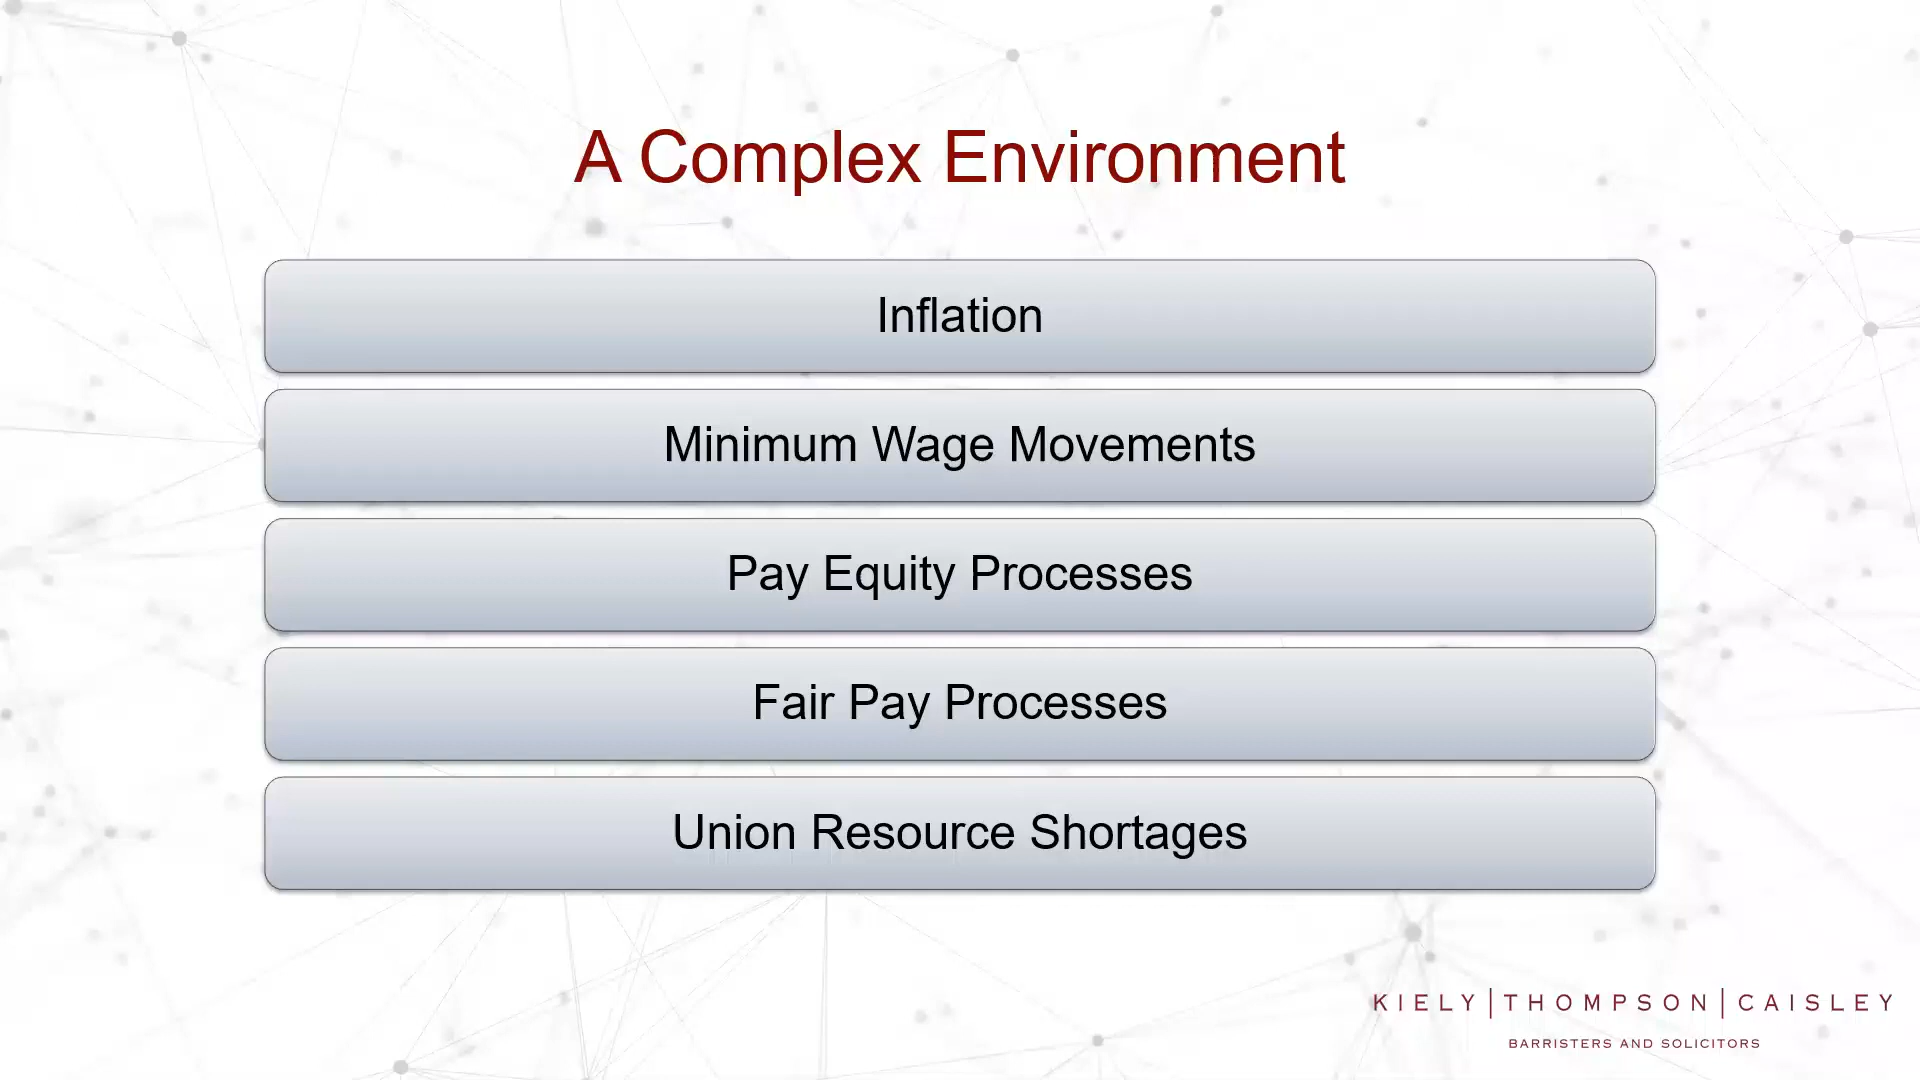 A Complex Environment
Inflation
Minimum Wage Movements
Pay Equity Processes
Fair Pay Processes
Union Resource Shortages
KIELY|THOMPSON|CAISLEY
BARRISTERS AND SOLICITORS